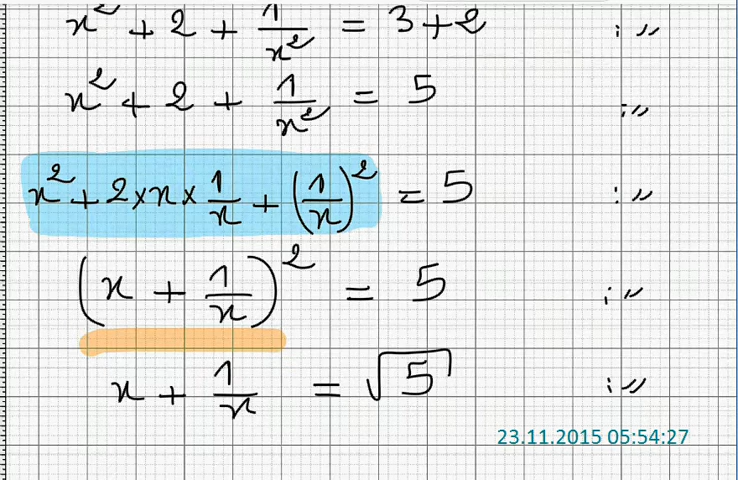 x² + 2 + 1/x² = 3+2 ;"
x² + 2 + 1/x² = 5 ;"
x² + 2×x×1/x + (1/x)² = 5 ;"
(x + 1/x)² = 5 ;"
x + 1/x = √5 ;"
23.11.2015 05:54:27